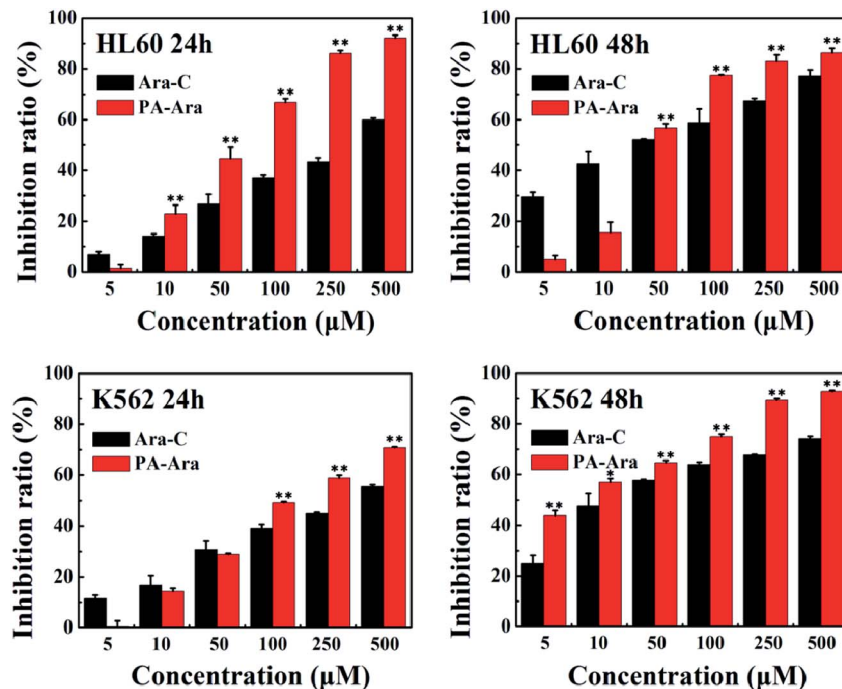 HL60 24h
Ara-C
PA-Ara
Inhibition ratio (%)
100
80
60
40
20
0
** ** ** ** **
5 10 50 100 250 500
Concentration (µM)
HL60 48h
Ara-C
PA-Ara
Inhibition ratio (%)
100
80
60
40
20
0
** ** ** **
5 10 50 100 250 500
Concentration (µM)
K562 24h
Ara-C
PA-Ara
Inhibition ratio (%)
100
80
60
40
20
0
** ** **
5 10 50 100 250 500
Concentration (µM)
K562 48h
Ara-C
PA-Ara
Inhibition ratio (%)
100
80
60
40
20
0
** * ** ** ** **
5 10 50 100 250 500
Concentration (µM)